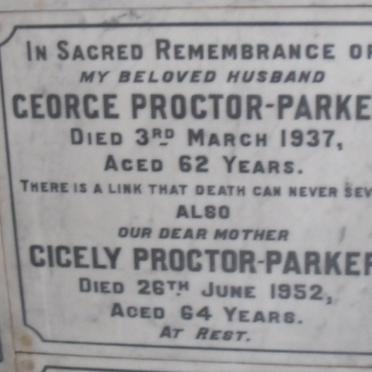 IN SACRED REMEMBRANCE OF
MY BELOVED HUSBAND
GEORGE PROCTOR-PARKE
DIED 3RD MARCH 1937,
AGED 62 YEARS.
THERE IS A LINK THAT DEATH CAN NEVER SEV
ALSO
OUR DEAR MOTHER
CICELY PROCTOR-PARKER
DIED 26TH JUNE 1952,
AGED 64 YEARS.
AT REST.